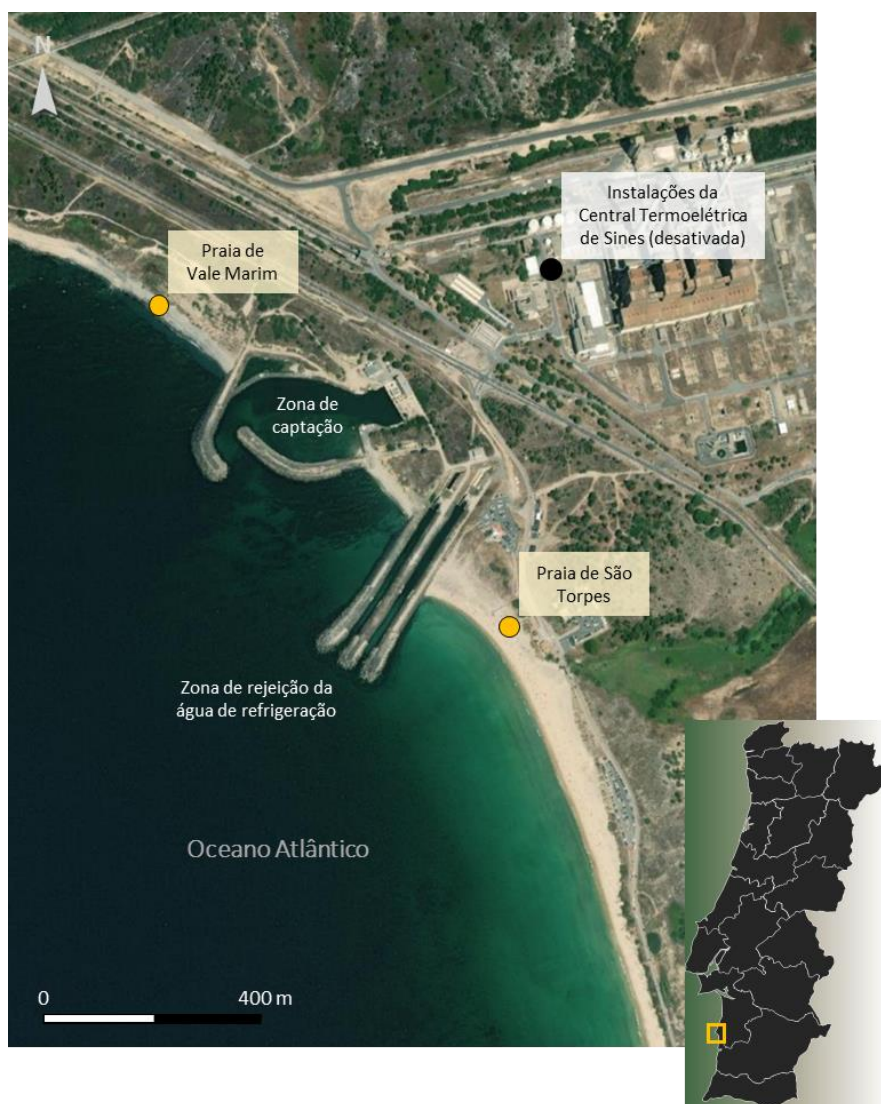 N
Instalações da
Central Termoelétrica
de Sines (desativada)
Praia de
Vale Marim
Zona de
captação
Praia de São
Torpes
Zona de rejeição da
água de refrigeração
Oceano Atlântico
0 400 m